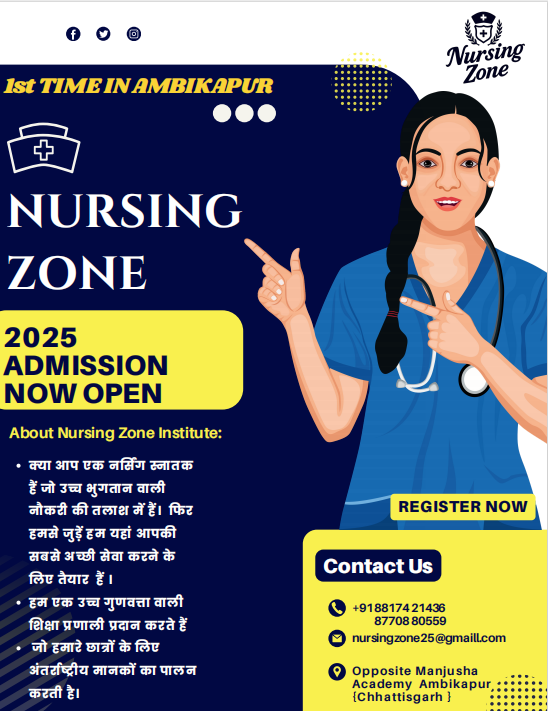 Nursing
Zone
1st TIME IN AMBIKAPUR
NURSING
ZONE
2025
ADMISSION
NOW OPEN
About Nursing Zone Institute:
• क्या आप एक नर्सिंग स्नातक
हैं जो उच्च भुगतान वाली
नौकरी की तलाश में हैं। फिर
हमसे जुड़ें हम यहां आपकी
सबसे अच्छी सेवा करने के
लिए तैयार हैं ।
• हम एक उच्च गुणवत्ता वाली
शिक्षा प्रणाली प्रदान करते हैं
• जो हमारे छात्रों के लिए
अंतर्राष्ट्रीय मानकों का पालन
करती है।
REGISTER NOW
Contact Us
+91 88174 21436
87708 80559
nursingzone25@gmaill.com
Opposite Manjusha
Academy Ambikapur
{Chhattisgarh }